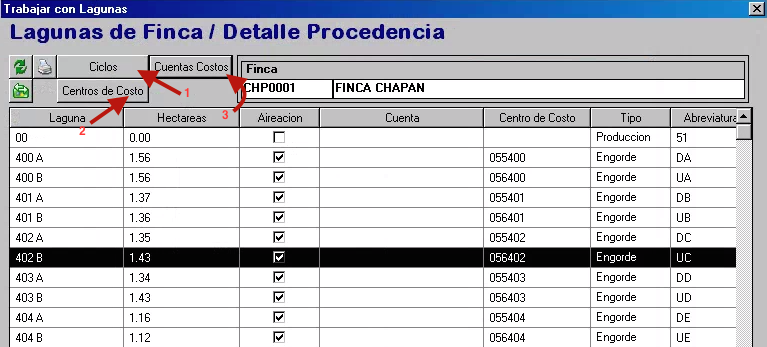 Trabajar con Lagunas
Lagunas de Finca / Detalle Procedencia
Ciclos Cuentas Costos Finca
Centros de Costo 1 CHP0001 FINCA CHAPAN
2 3
Laguna Hectareas Aireacion Cuenta Centro de Costo Tipo Abreviatura
00 0.00 Produccion 51
400 A 1.56 055400 Engorde DA
400 B 1.56 056400 Engorde UA
401 A 1.37 055401 Engorde DB
401 B 1.36 056401 Engorde UB
402 A 1.35 055402 Engorde DC
402 B 1.43 056402 Engorde UC
403 A 1.34 055403 Engorde DD
403 B 1.43 056403 Engorde UD
404 A 1.16 055404 Engorde DE
404 B 1.12 056404 Engorde UE